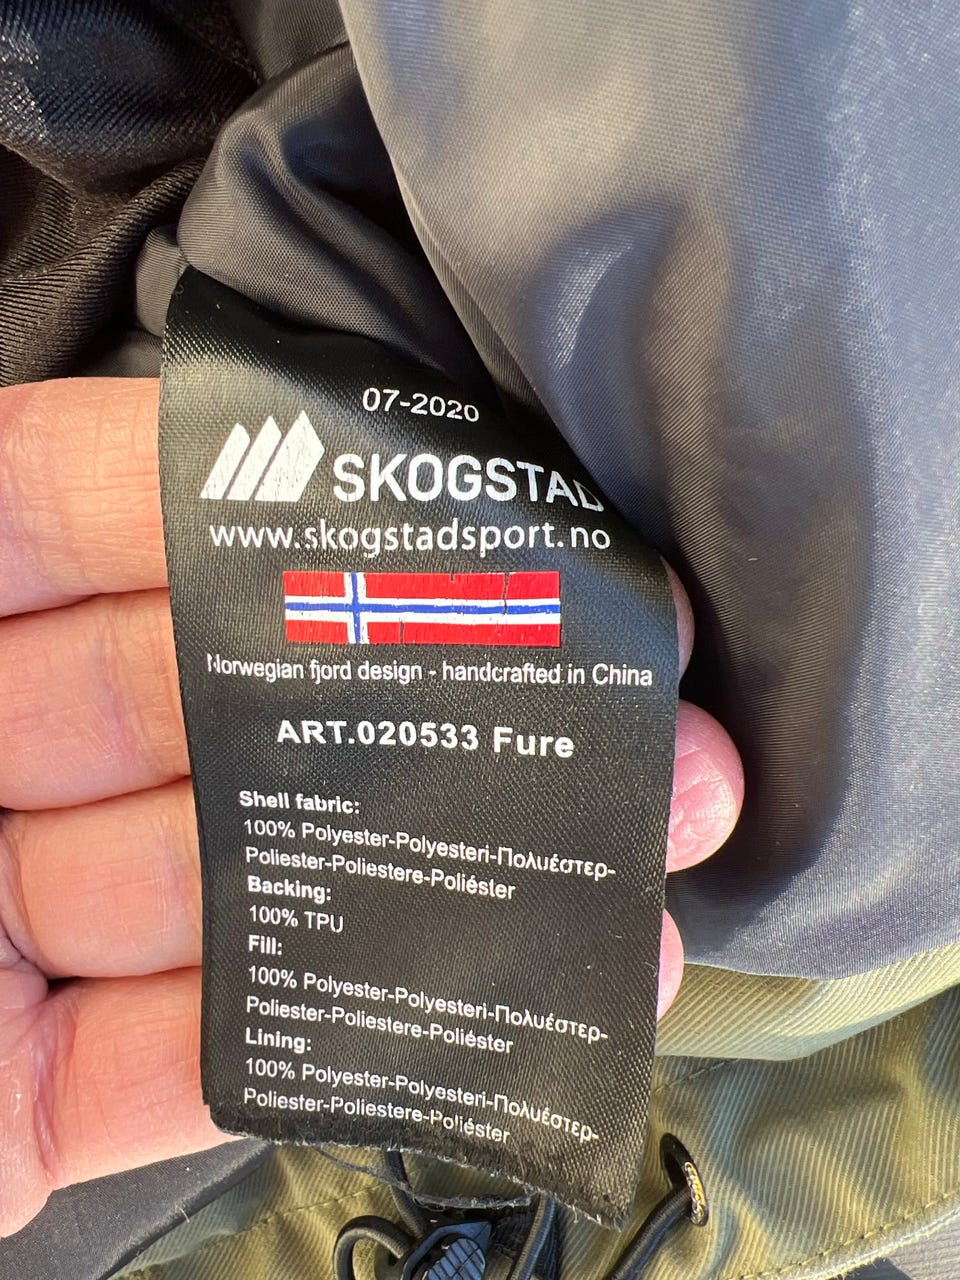 07-2020
SKOGSTAD
www.skogstadsport.no
Norwegian fjord design - handcrafted in China
ART.020533 Fure
Shell fabric:
100% Polyester-Polyesteri-Πολυέστερ-
Poliester-Poliestere-Poliéster
Backing:
100% TPU
Fill:
100% Polyester-Polyesteri-Πολυέστερ-
Poliester-Poliestere-Poliéster
Lining:
100% Polyester-Polyesteri-Πολυέστερ-
Poliester-Poliestere-Poliéster